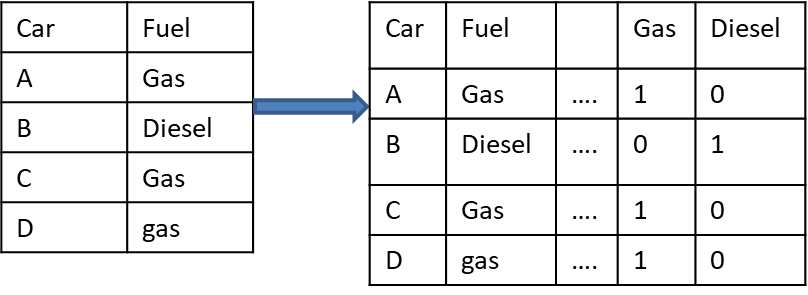 Car Fuel
A Gas
B Diesel
C Gas
D gas
Car Fuel Gas Diesel
A Gas .... 1 0
B Diesel .... 0 1
C Gas .... 1 0
D gas .... 1 0